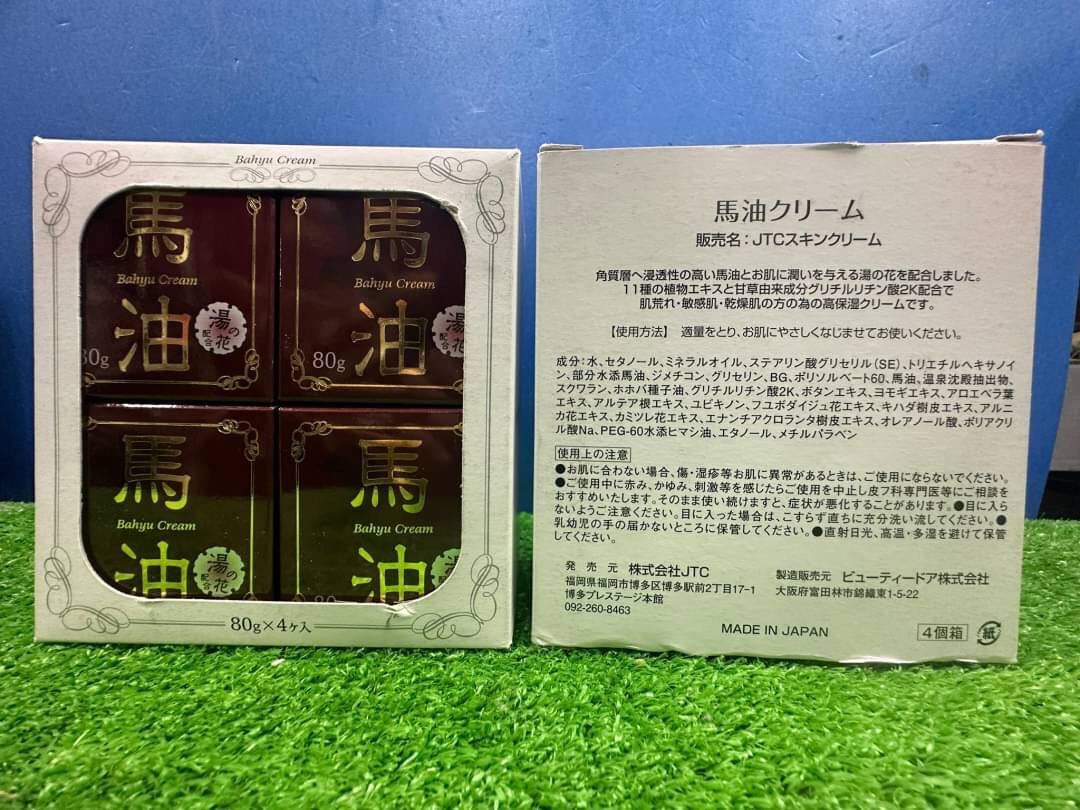 Bahyu Cream
馬
Bahyu Cream
油
湯の花
配合
80g
馬
Bahyu Cream
油
湯の花
配合
80g
馬
Bahyu Cream
油
湯の花
配合
馬
Bahyu Cream
油
湯の花
配合
80g×4ヶ入
馬油クリーム
販売名:JTCスキンクリーム
角質層へ浸透性の高い馬油とお肌に潤いを与える湯の花を配合しました。
11種の植物エキスと甘草由来成分グリチルリチン酸2K配合で
肌荒れ・敏感肌・乾燥肌の方の為の高保湿クリームです。
【使用方法】 適量をとり、お肌にやさしくなじませてお使いください。
成分:水、セタノール、ミネラルオイル、ステアリン酸グリセリル(SE)、トリエチルヘキサノイ
ン、部分水添馬油、ジメチコン、グリセリン、BG、ポリソルベート60、馬油、温泉沈殿抽出物、
スクワラン、ホホバ種子油、グリチルリチン酸2K、ボタンエキス、ヨモギエキス、アロエベラ葉
エキス、アルテア根エキス、ユビキノン、フユボダイジュ花エキス、キハダ樹皮エキス、アルニ
カ花エキス、カミツレ花エキス、エナンチアクロランタ樹皮エキス、オレアノール酸、ポリアクリ
ル酸Na、PEG-60水添ヒマシ油、エタノール、メチルパラベン
使用上の注意
●お肌に合わない場合、傷・湿疹等お肌に異常があるときは、ご使用にならないでください。
●ご使用中に赤み、かゆみ、刺激等を感じたらご使用を中止し皮フ科専門医等にご相談を
おすすめいたします。そのまま使い続けますと、症状が悪化することがあります。●目に入ら
ないようご注意ください。目に入った場合は、こすらず直ちに充分洗い流してください。●
乳幼児の手の届かないところに保管してください。●直射日光、高温・多湿を避けて保管
してください。
発 売 元 株式会社JTC
福岡県福岡市博多区博多駅前2丁目17-1
博多プレステージ本館
092-260-8463
製造販売元 ビューティードア株式会社
大阪府富田林市錦織東1-5-22
MADE IN JAPAN
4個箱
紙